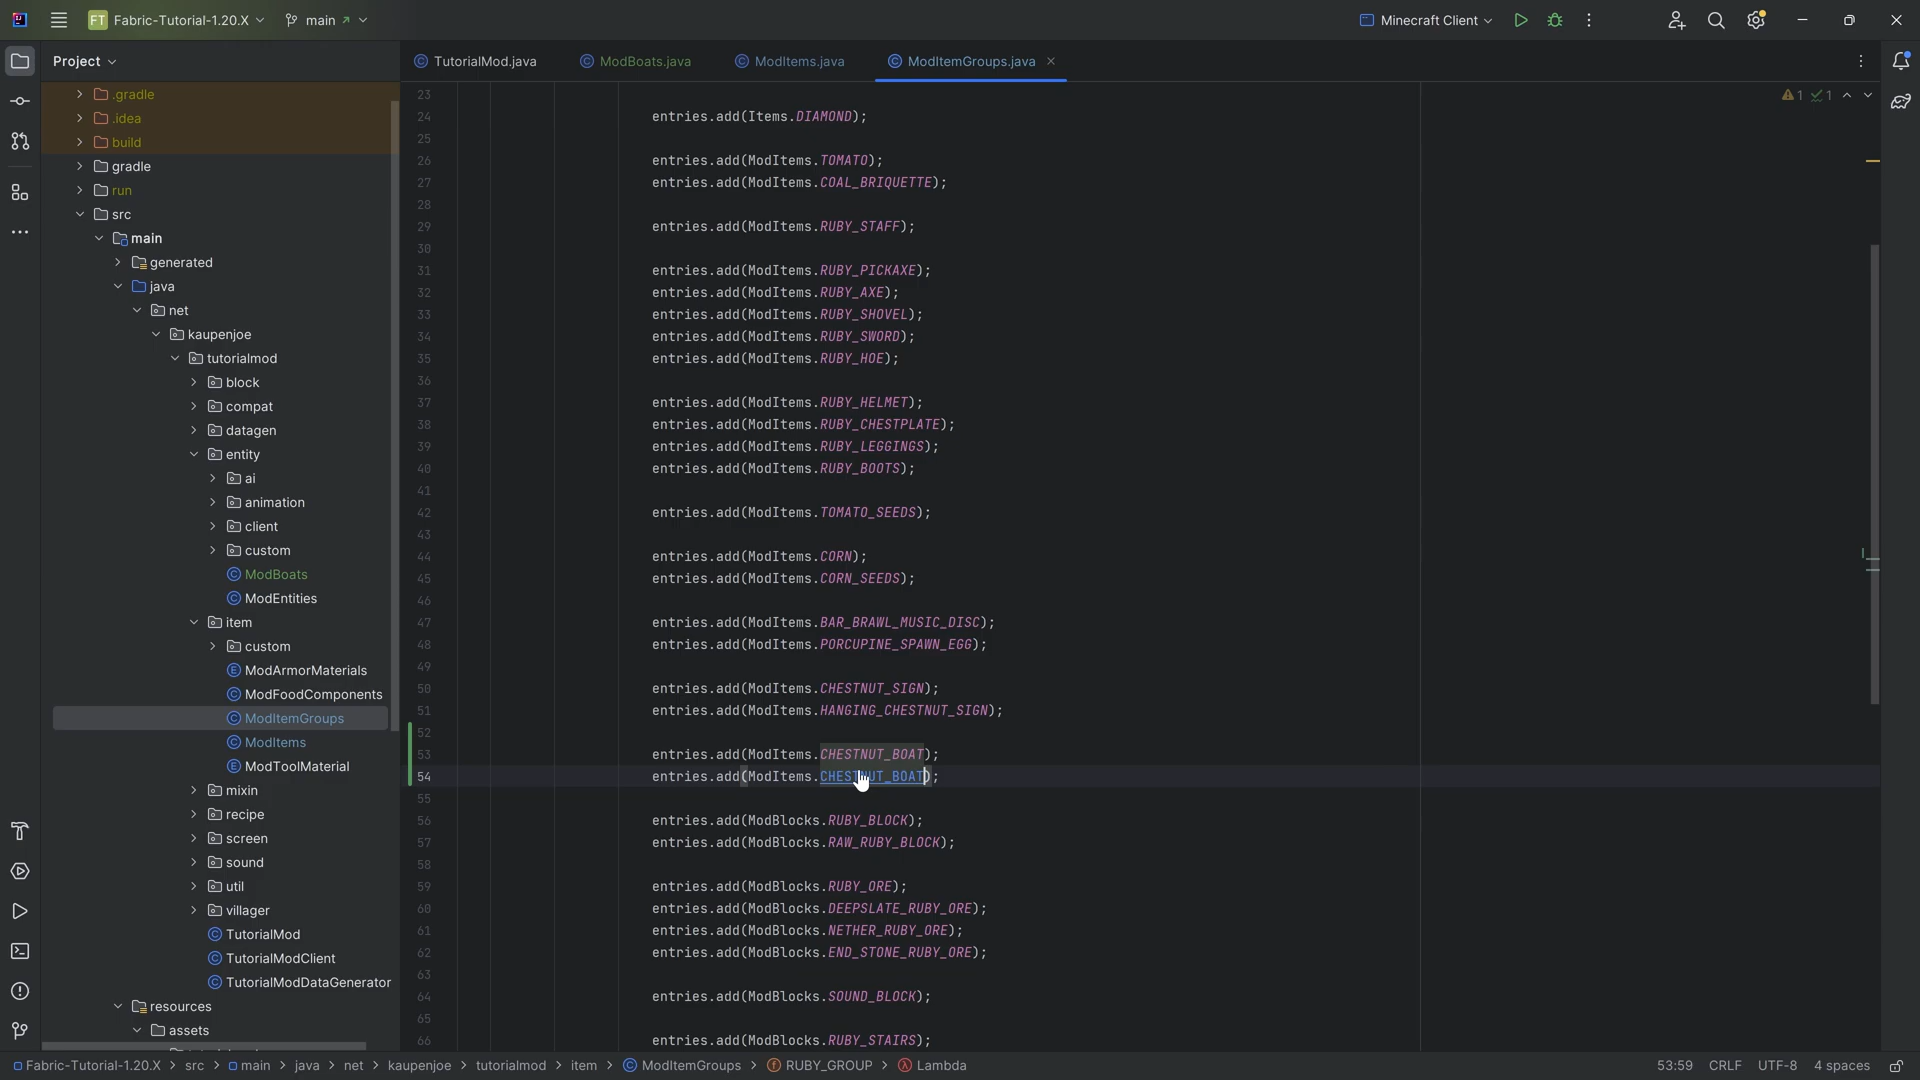 FT Fabric-Tutorial-1.20.X main Minecraft Client
Project
TutorialMod.java ModBoats.java ModItems.java ModItemGroups.java
.gradle
.idea
build
gradle
run
src
main
generated
java
net
kaupenjoe
tutorialmod
block
compat
datagen
entity
ai
animation
client
custom
ModBoats
ModEntities
item
custom
ModArmorMaterials
ModFoodComponents
ModItemGroups
ModItems
ModToolMaterial
mixin
recipe
screen
sound
util
villager
TutorialMod
TutorialModClient
TutorialModDataGenerator
resources
assets
1 1
23
24 entries.add(Items.DIAMOND);
25
26 entries.add(ModItems.TOMATO);
27 entries.add(ModItems.COAL_BRIQUETTE);
28
29 entries.add(ModItems.RUBY_STAFF);
30
31 entries.add(ModItems.RUBY_PICKAXE);
32 entries.add(ModItems.RUBY_AXE);
33 entries.add(ModItems.RUBY_SHOVEL);
34 entries.add(ModItems.RUBY_SWORD);
35 entries.add(ModItems.RUBY_HOE);
36
37 entries.add(ModItems.RUBY_HELMET);
38 entries.add(ModItems.RUBY_CHESTPLATE);
39 entries.add(ModItems.RUBY_LEGGINGS);
40 entries.add(ModItems.RUBY_BOOTS);
41
42 entries.add(ModItems.TOMATO_SEEDS);
43
44 entries.add(ModItems.CORN);
45 entries.add(ModItems.CORN_SEEDS);
46
47 entries.add(ModItems.BAR_BRAWL_MUSIC_DISC);
48 entries.add(ModItems.PORCUPINE_SPAWN_EGG);
49
50 entries.add(ModItems.CHESTNUT_SIGN);
51 entries.add(ModItems.HANGING_CHESTNUT_SIGN);
52
53 entries.add(ModItems.CHESTNUT_BOAT);
54 entries.add(ModItems.CHESTNUT_BOAT);
55
56 entries.add(ModBlocks.RUBY_BLOCK);
57 entries.add(ModBlocks.RAW_RUBY_BLOCK);
58
59 entries.add(ModBlocks.RUBY_ORE);
60 entries.add(ModBlocks.DEEPSLATE_RUBY_ORE);
61 entries.add(ModBlocks.NETHER_RUBY_ORE);
62 entries.add(ModBlocks.END_STONE_RUBY_ORE);
63
64 entries.add(ModBlocks.SOUND_BLOCK);
65
66 entries.add(ModBlocks.RUBY_STAIRS);
Fabric-Tutorial-1.20.X > src > main > java > net > kaupenjoe > tutorialmod > item > ModItemGroups > RUBY_GROUP > Lambda 53:59 CRLF UTF-8 4 spaces